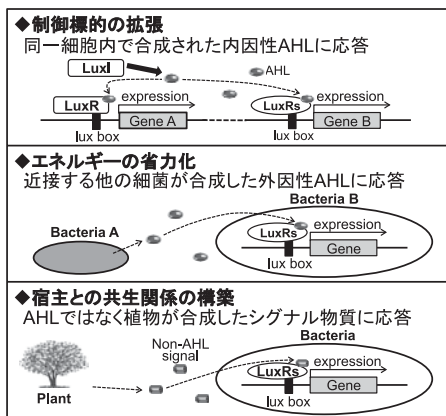 ◆制御標的の拡張
同一細胞内で合成された内因性AHLに応答
LuxI
AHL
LuxR
expression
LuxRs
expression
Gene A
Gene B
lux box
lux box
◆エネルギーの省力化
近接する他の細菌が合成した外因性AHLに応答
Bacteria B
Bacteria A
LuxRs
expression
Gene
lux box
◆宿主との共生関係の構築
AHLではなく植物が合成したシグナル物質に応答
Non-AHL
signal
Bacteria
LuxRs
expression
Plant
Gene
lux box